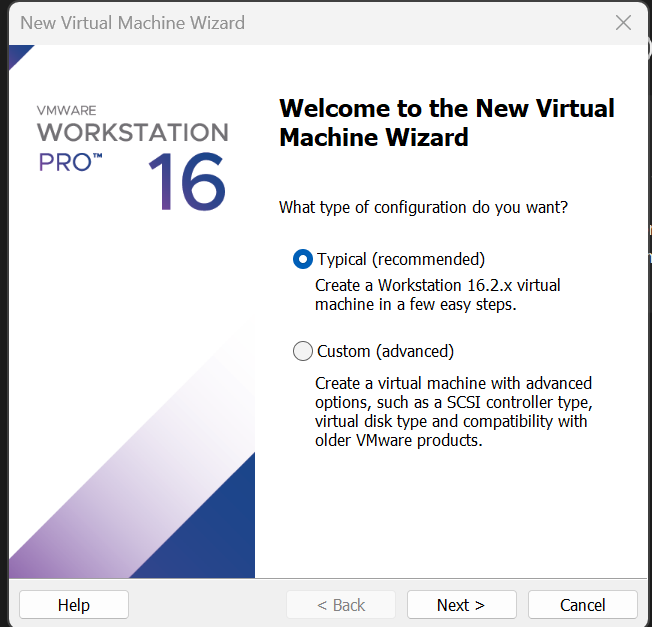 New Virtual Machine Wizard
VMWARE
WORKSTATION
PRO™
16
Welcome to the New Virtual
Machine Wizard
What type of configuration do you want?
Typical (recommended)
Create a Workstation 16.2.x virtual
machine in a few easy steps.
Custom (advanced)
Create a virtual machine with advanced
options, such as a SCSI controller type,
virtual disk type and compatibility with
older VMware products.
Help
< Back
Next >
Cancel